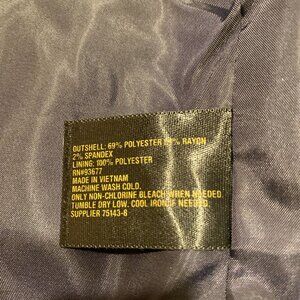 OUTSHELL: 69% POLYESTER 29% RAYON
2% SPANDEX
LINING: 100% POLYESTER
RN#93677
MADE IN VIETNAM
MACHINE WASH COLD.
ONLY NON-CHLORINE BLEACH WHEN NEEDED
TUMBLE DRY LOW. COOL IRON IF NEEDED.
SUPPLIER 75143-8